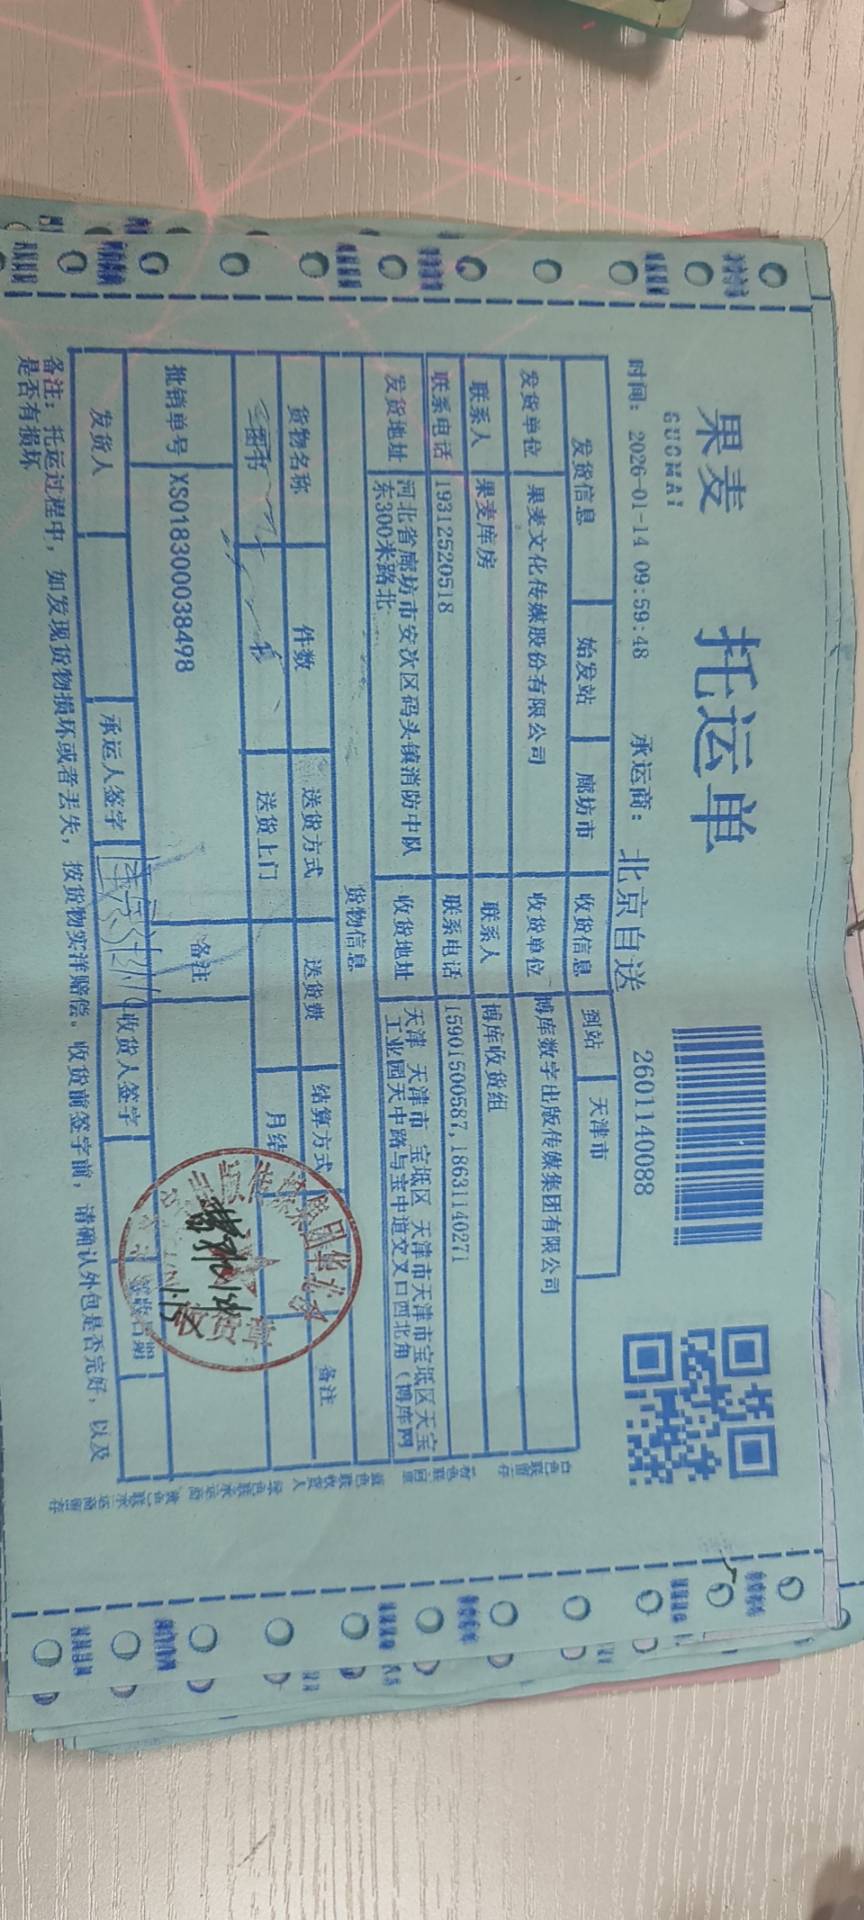 果麦
GUOMAI
托运单
时间: 2026-01-14 09:59:48 承运商: 北京自送 2601140088
发货信息 始发站 廊坊市 收货信息 到站 天津市
发货单位 果麦文化传媒股份有限公司 收货单位 博库数字出版传媒集团有限公司
联系人 果麦库房 联系人 博库收货组
联系电话 19312520518 联系电话 15901500587,18631140271
发货地址 河北省廊坊市安次区码头镇消防中队东300米路北 收货地址 天津 天津市 宝坻区 天津市天津市宝坻区天宝工业园天中路与宝中道交叉口西北角（博库网
货物信息
货物名称 件数 送货方式 送货费 结算方式 备注
图书 送货上门 月结
批销单号 XS018300038498 备注
发货人 承运人签字 收货人签字 签收日期
备注: 托运过程中, 如发现货物损坏或者丢失, 按货物实洋赔偿。收货前签字前, 请确认外包是否完好, 以及
是否有损坏
收货章